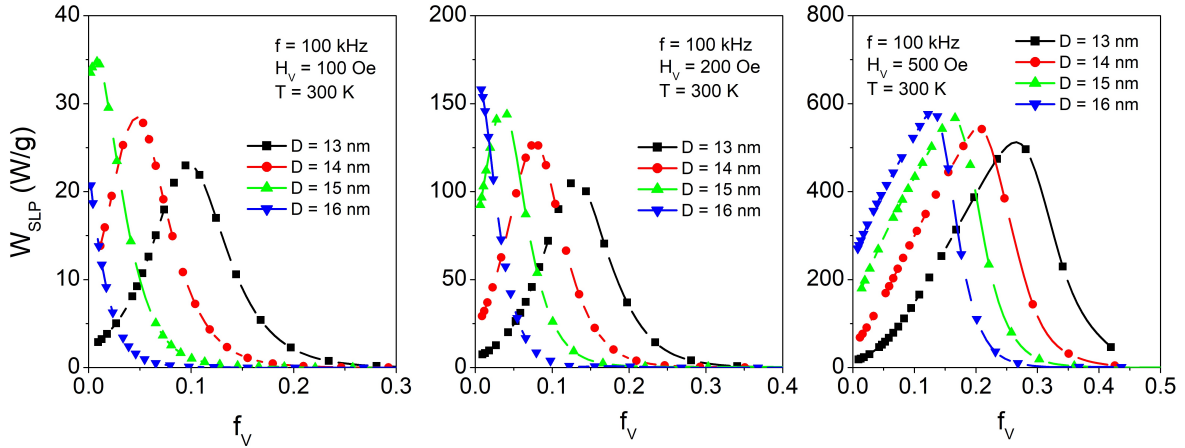 W_SLP (W/g)
40
30
20
10
0
0.0 0.1 0.2 0.3
f_V
f = 100 kHz
H_V = 100 Oe
T = 300 K
D = 13 nm
D = 14 nm
D = 15 nm
D = 16 nm
200
150
100
50
0
0.0 0.1 0.2 0.3 0.4
f_V
f = 100 kHz
H_V = 200 Oe
T = 300 K
D = 13 nm
D = 14 nm
D = 15 nm
D = 16 nm
800
600
400
200
0
0.0 0.1 0.2 0.3 0.4 0.5
f_V
f = 100 kHz
H_V = 500 Oe
T = 300 K
D = 13 nm
D = 14 nm
D = 15 nm
D = 16 nm